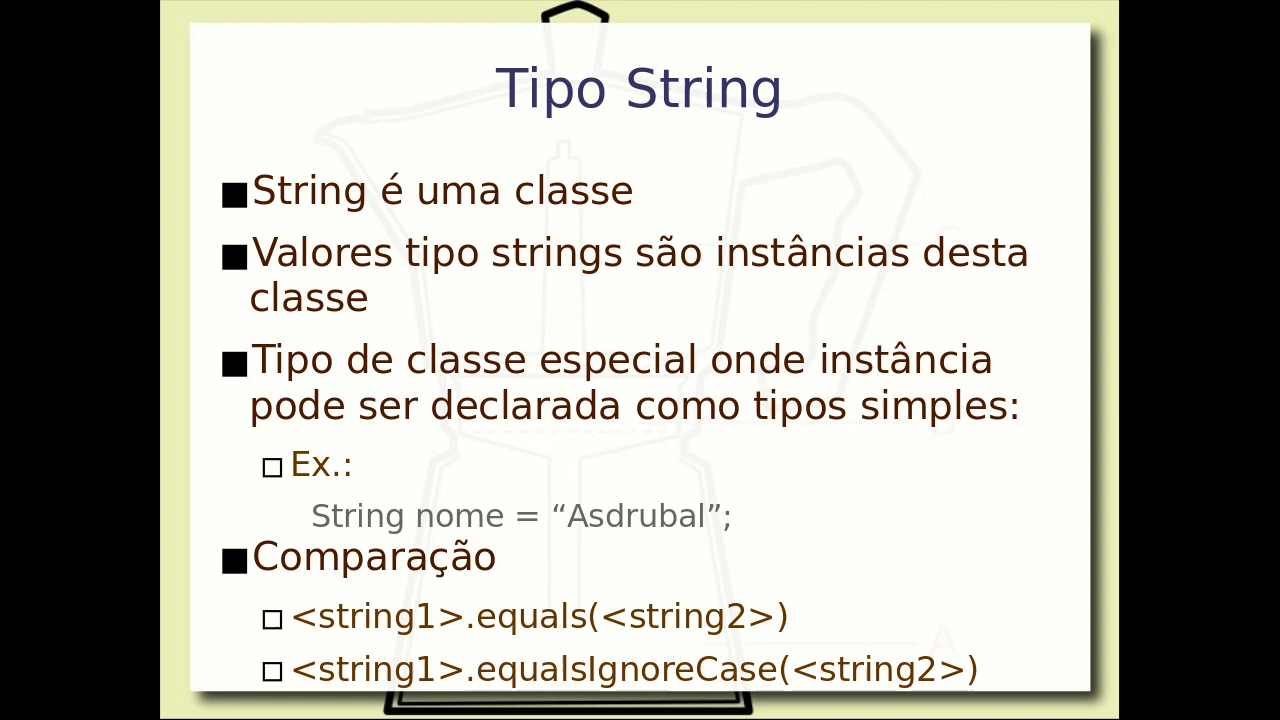 Tipo String
■String é uma classe
■Valores tipo strings são instâncias desta
classe
■Tipo de classe especial onde instância
pode ser declarada como tipos simples:
□Ex.:
String nome = “Asdrubal”;
■Comparação
□<string1>.equals(<string2>)
□<string1>.equalsIgnoreCase(<string2>)
A